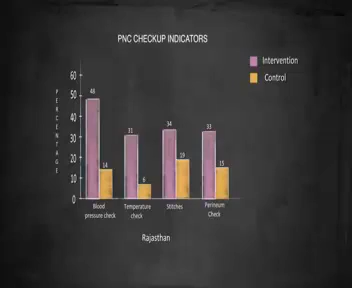 PNC CHECKUP INDICATORS
Intervention
Control
PERCENTAGE
60
50
40
30
20
10
0
48
14
31
6
34
19
33
15
Blood
pressure check
Temperature
check
Stitches
Perineum
Check
Rajasthan